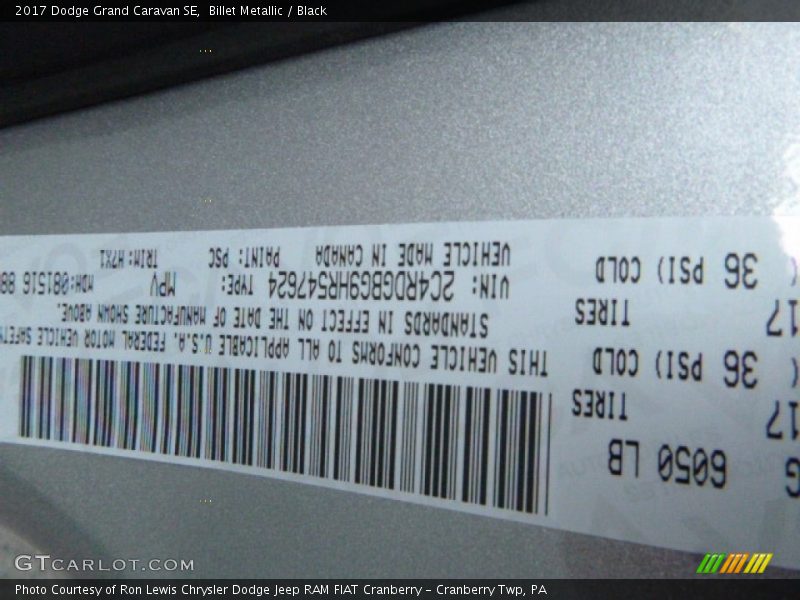 2017 Dodge Grand Caravan SE, Billet Metallic / Black
G 6050 LB
17 TIRES
( 36 PSI) COLD
17 TIRES
( 36 PSI) COLD
THIS VEHICLE CONFORMS TO ALL APPLICABLE U.S.A. FEDERAL MOTOR VEHICLE SAFETY
STANDARDS IN EFFECT ON THE DATE OF MANUFACTURE SHOWN ABOVE.
VIN: 2C4RDGBG9HR547624 TYPE: MPV MDH: 081516 88
VEHICLE MADE IN CANADA PAINT: PSC TRIM: H7X1
GTCARLOT.COM
Photo Courtesy of Ron Lewis Chrysler Dodge Jeep RAM FIAT Cranberry – Cranberry Twp, PA